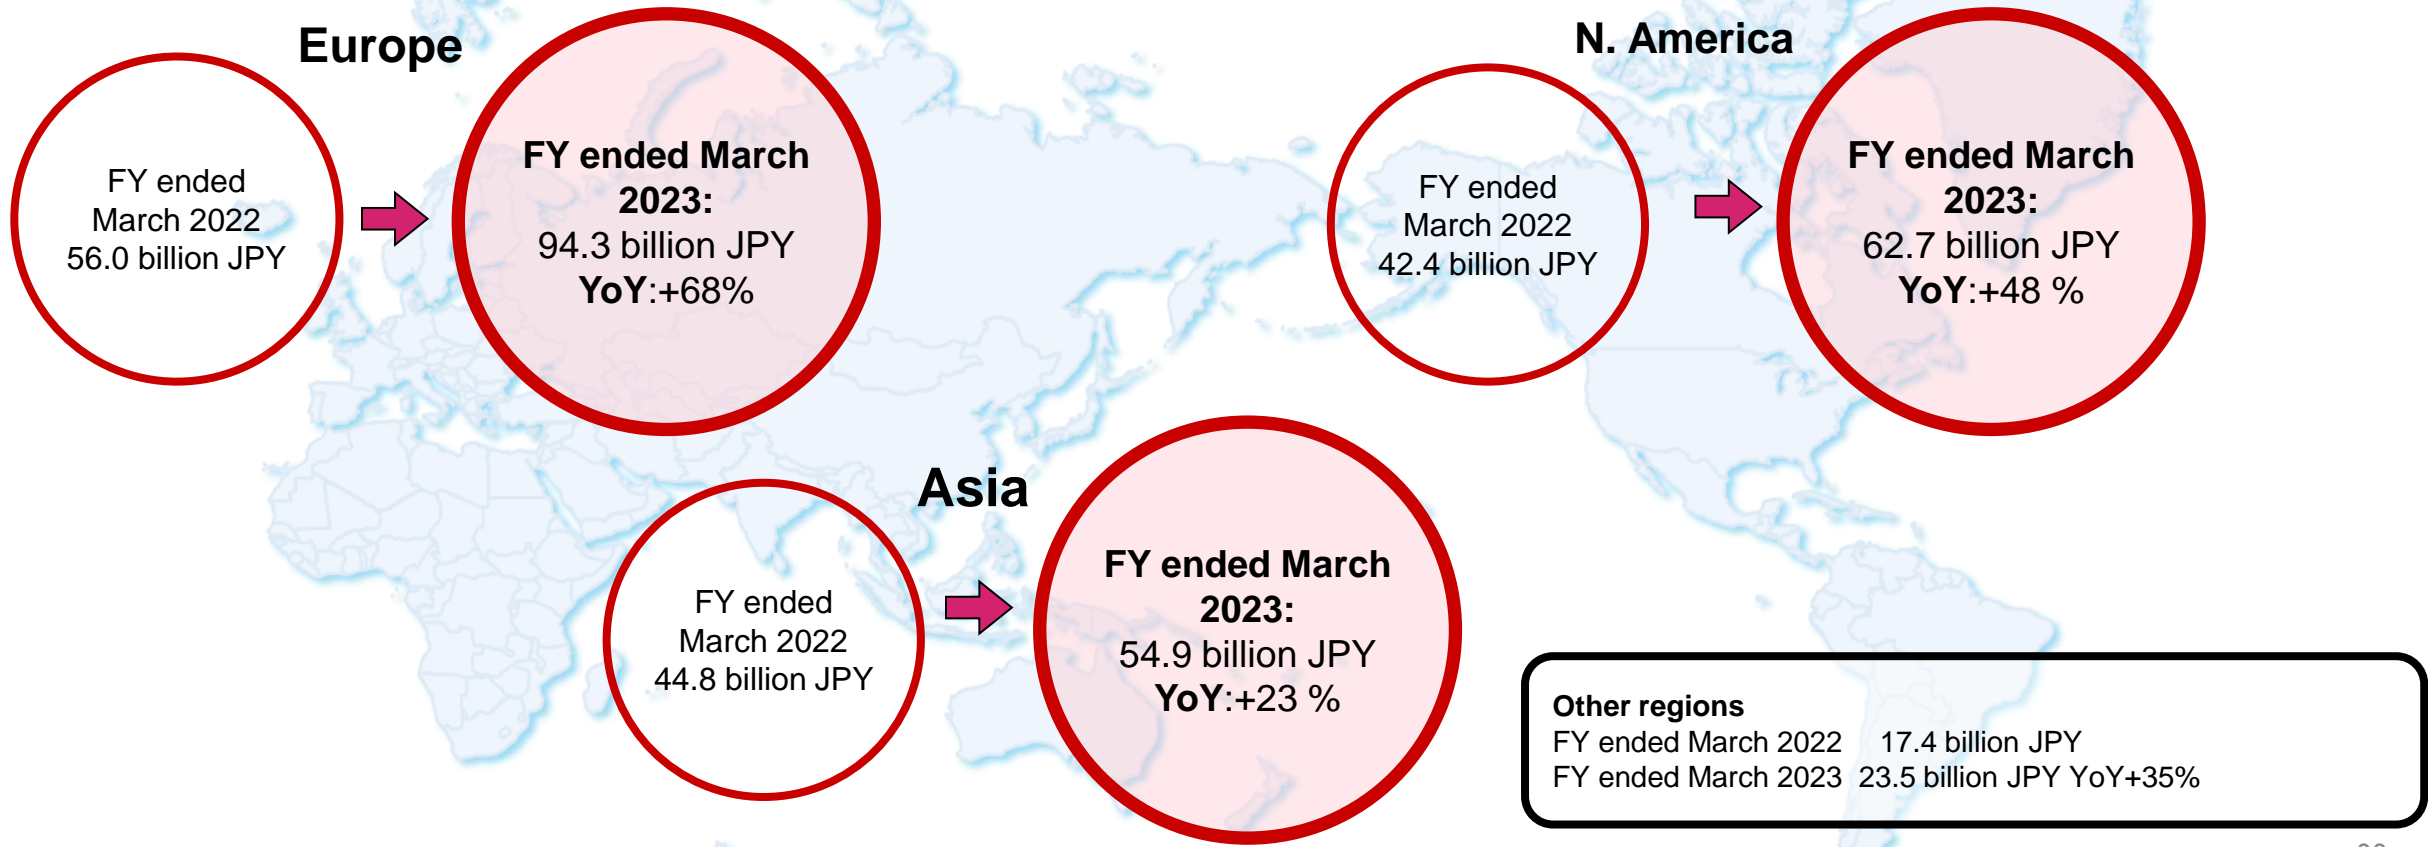 Europe
FY ended
March 2022
56.0 billion JPY
FY ended March
2023:
94.3 billion JPY
YoY:+68%
N. America
FY ended
March 2022
42.4 billion JPY
FY ended March
2023:
62.7 billion JPY
YoY:+48 %
Asia
FY ended
March 2022
44.8 billion JPY
FY ended March
2023:
54.9 billion JPY
YoY:+23 %
Other regions
FY ended March 2022 17.4 billion JPY
FY ended March 2023 23.5 billion JPY YoY+35%